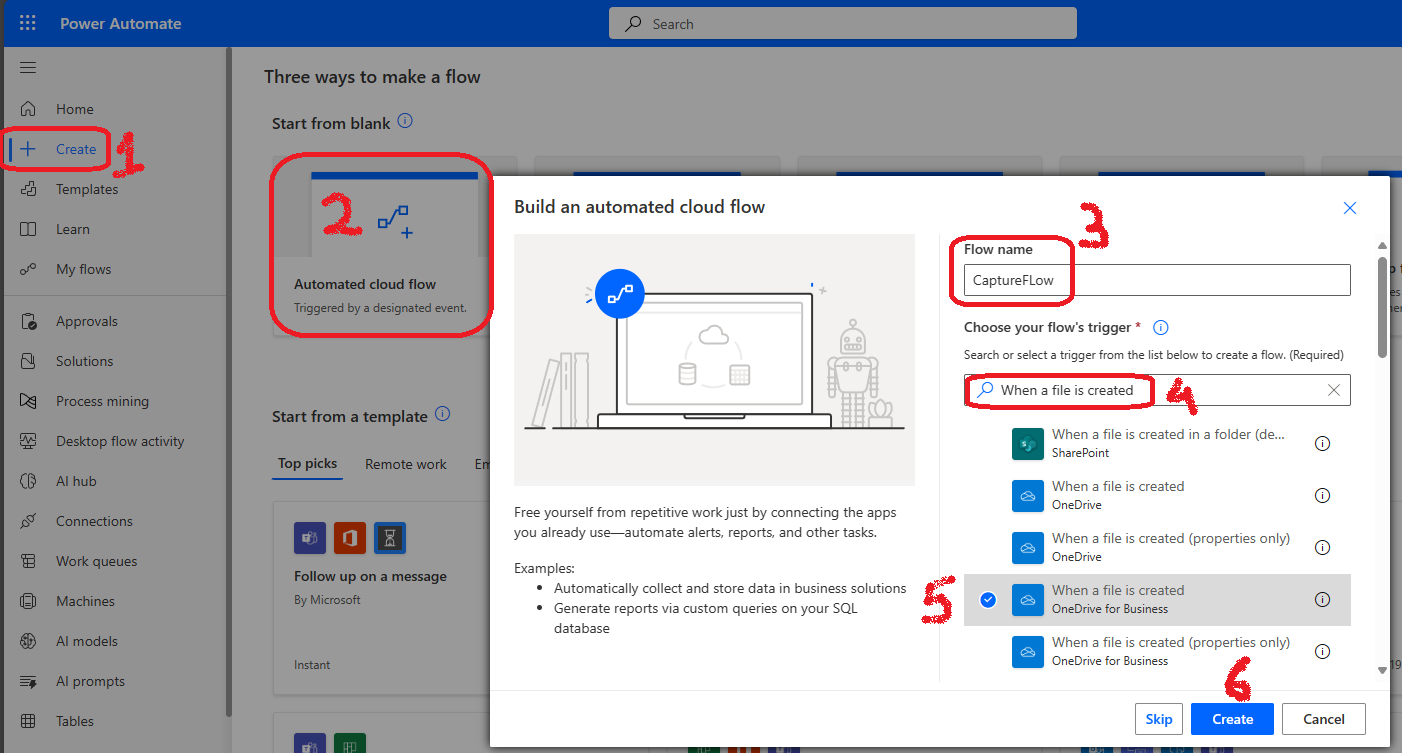 Power Automate
Search
Home
Create
1
Templates
Learn
My flows
Approvals
Solutions
Process mining
Desktop flow activity
AI hub
Connections
Work queues
Machines
AI models
AI prompts
Tables
Three ways to make a flow
Start from blank
2
Automated cloud flow
Triggered by a designated event.
Start from a template
Top picks
Remote work
Follow up on a message
By Microsoft
Instant
Build an automated cloud flow
Free yourself from repetitive work just by connecting the apps
you already use—automate alerts, reports, and other tasks.
Examples:
• Automatically collect and store data in business solutions
• Generate reports via custom queries on your SQL
database
3
Flow name
CaptureFLow
Choose your flow's trigger *
Search or select a trigger from the list below to create a flow. (Required)
When a file is created
4
When a file is created in a folder (de...
SharePoint
When a file is created
OneDrive
When a file is created (properties only)
OneDrive
5
When a file is created
OneDrive for Business
When a file is created (properties only)
OneDrive for Business
6
Skip
Create
Cancel